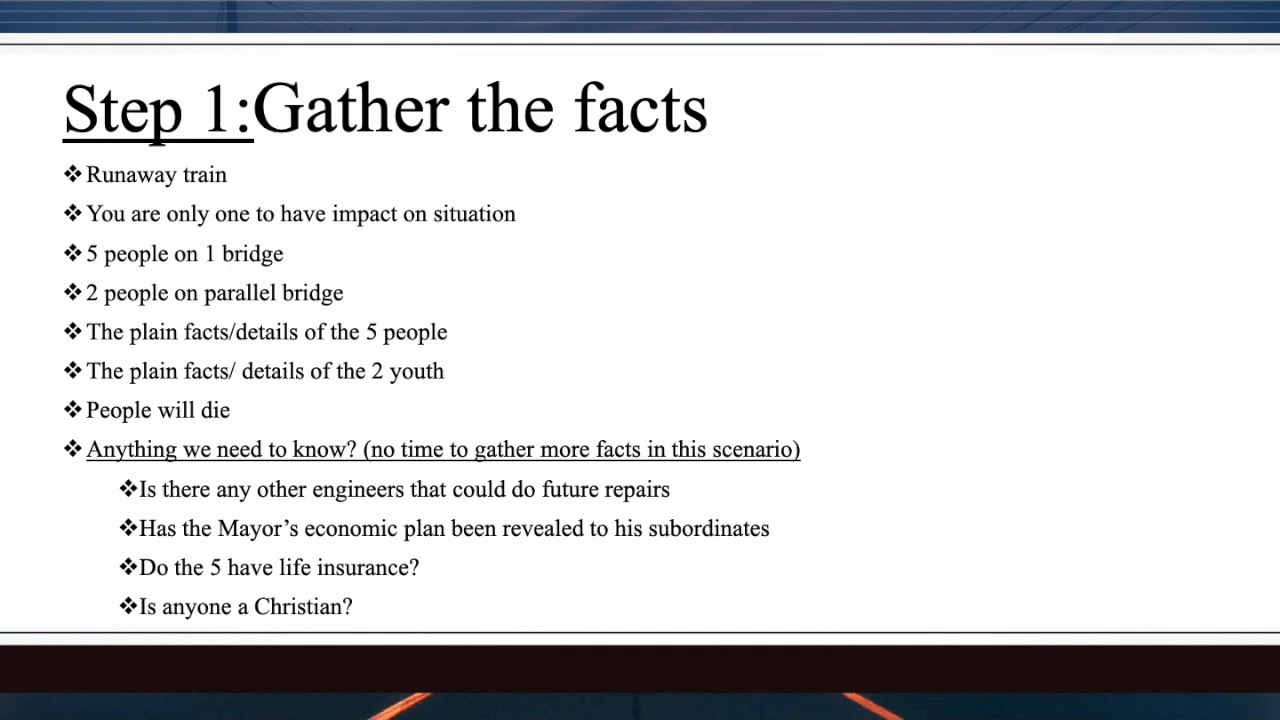 Step 1:Gather the facts
❖Runaway train
❖You are only one to have impact on situation
❖5 people on 1 bridge
❖2 people on parallel bridge
❖The plain facts/details of the 5 people
❖The plain facts/ details of the 2 youth
❖People will die
❖Anything we need to know? (no time to gather more facts in this scenario)
❖Is there any other engineers that could do future repairs
❖Has the Mayor’s economic plan been revealed to his subordinates
❖Do the 5 have life insurance?
❖Is anyone a Christian?